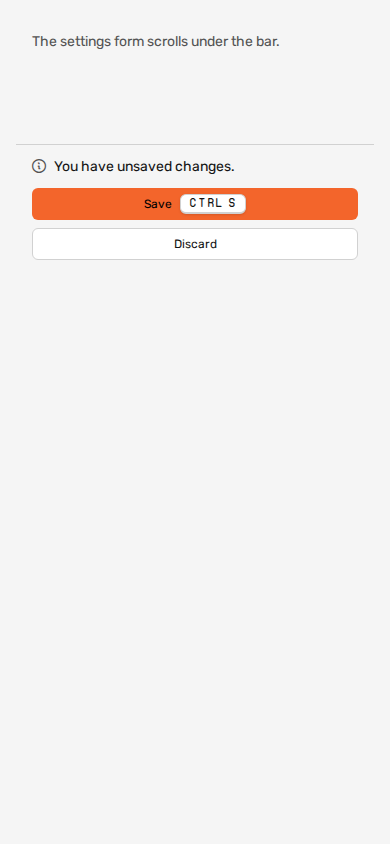 The settings form scrolls under the bar.
You have unsaved changes.
Save CTRL S
Discard